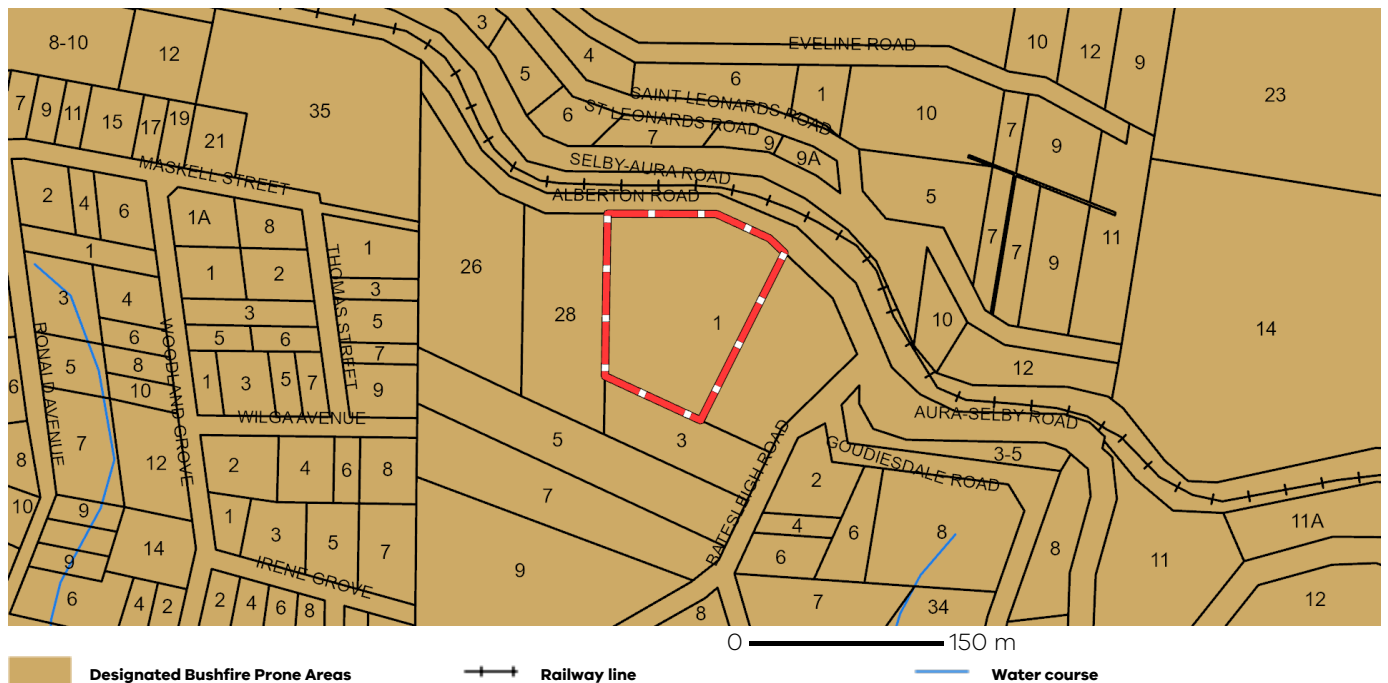 EVELINE ROAD
8-10 12 3 4 10 12 9
5 6 1 23
7 9 11 15 17 19 21 35
SAINT LEONARDS ROAD
ST LEONARDS ROAD
6 7 9 9A 10 7 9
MASKELL STREET
SELBY-AURA ROAD
ALBERTON ROAD
2 4 6 1A 8 5
1 1 7 7 9 11
1 2 26
3 4 3 3 28 1 10 14
THOMAS STREET
RONALD AVENUE
WOODLAND GROVE
5 6 5
6 8 7
5 10 1 3 5 7 9 12
6
WILGA AVENUE
AURA-SELBY ROAD
7 12 5 3
GOUDIESDALE ROAD
3-5
8 2 4 6 8 7 2
BATESLEIGH ROAD
10 9 1 3 5 7 4 6 8 8 11 11A
9 14 9 6
IRENE GROVE
6 4 2 2 4 6 8 8 7 34 12
0 150 m
Designated Bushfire Prone Areas
Railway line
Water course